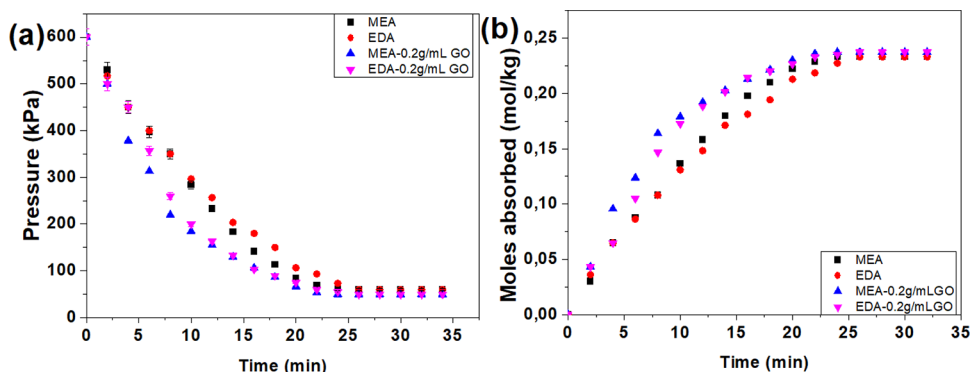 (a)
MEA
EDA
MEA-0.2g/mL GO
EDA-0.2g/mL GO
600
500
400
300
200
100
0
Pressure (kPa)
0 5 10 15 20 25 30 35
Time (min)
(b)
0,25
0,20
0,15
0,10
0,05
0,00
Moles absorbed (mol/kg)
MEA
EDA
MEA-0.2g/mLGO
EDA-0.2g/mLGO
0 5 10 15 20 25 30 35
Time (min)